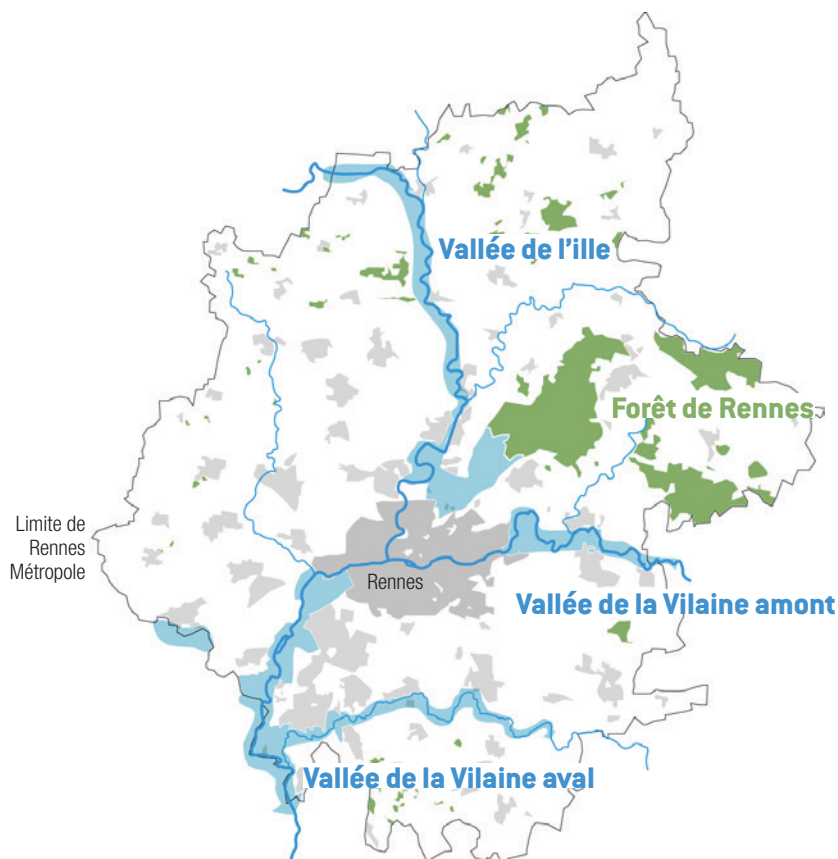 Vallée de l'ille
Forêt de Rennes
Limite de
Rennes
Métropole
Rennes
Vallée de la Vilaine amont
Vallée de la Vilaine aval